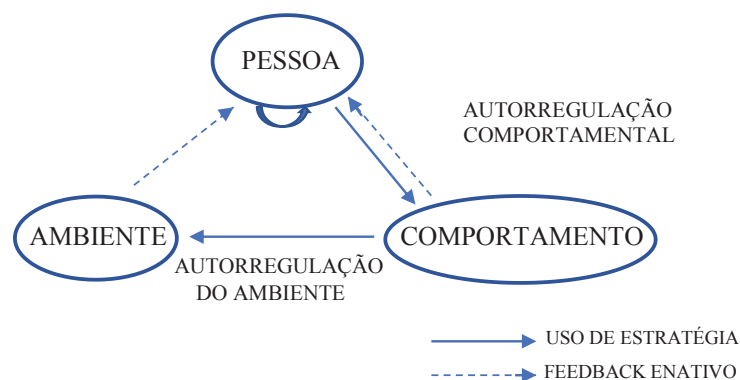 PESSOA
AUTORREGULAÇÃO
COMPORTAMENTAL
AMBIENTE
COMPORTAMENTO
AUTORREGULAÇÃO
DO AMBIENTE
USO DE ESTRATÉGIA
FEEDBACK ENATIVO